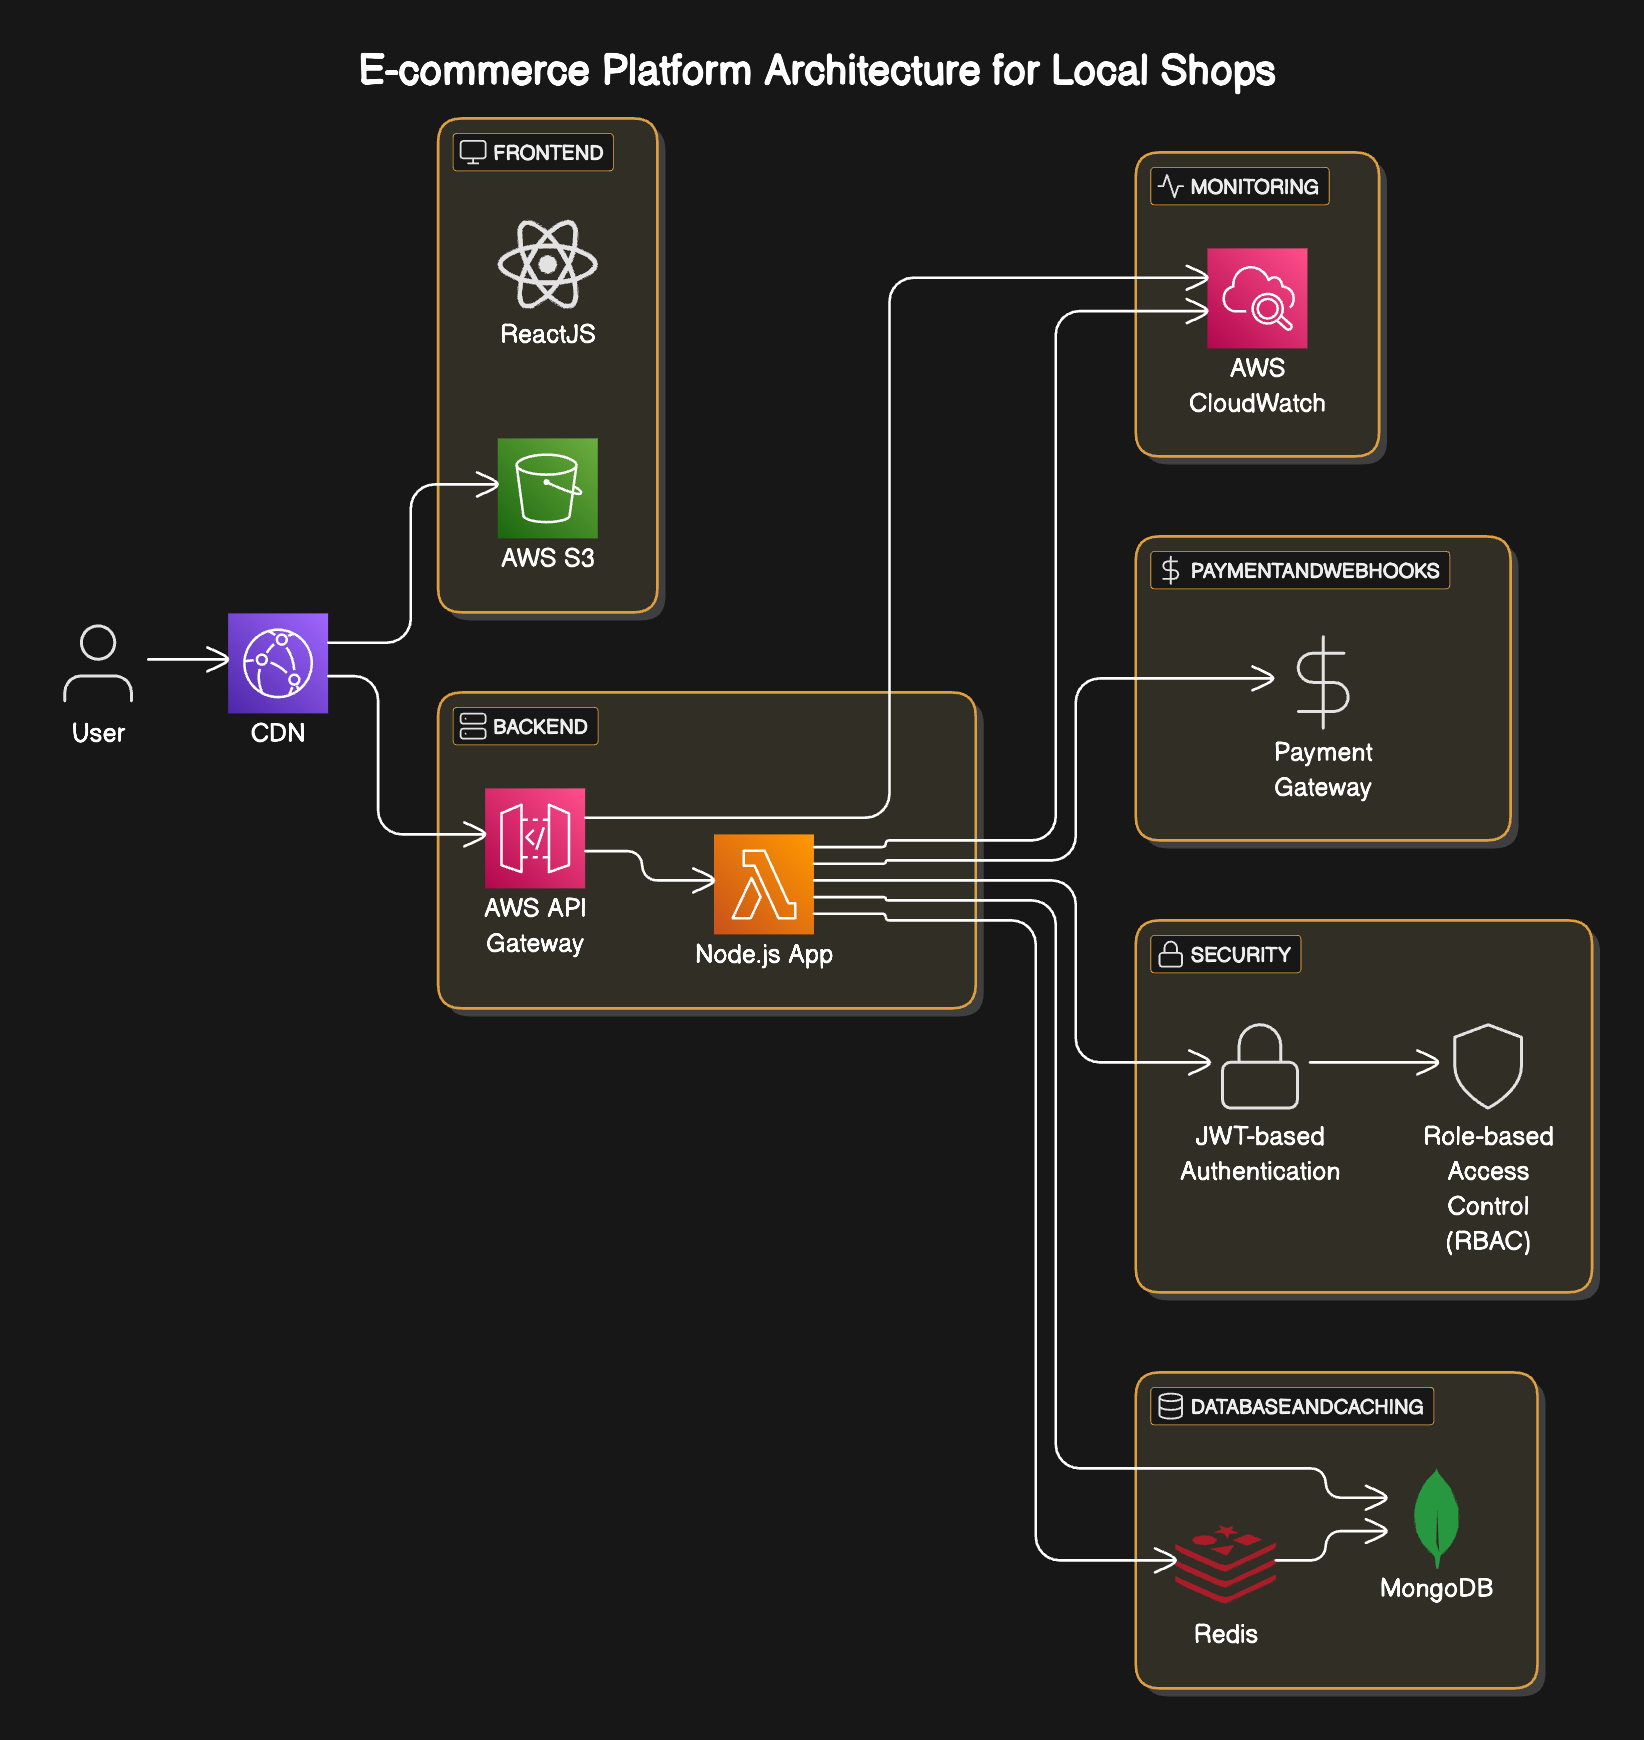 E-commerce Platform Architecture for Local Shops
FRONTEND
ReactJS
AWS S3
User
CDN
BACKEND
</>
AWS API
Gateway
Node.js App
MONITORING
AWS
CloudWatch
PAYMENTANDWEBHOOKS
Payment
Gateway
SECURITY
JWT-based
Authentication
Role-based
Access
Control
(RBAC)
DATABASEANDCACHING
Redis
MongoDB